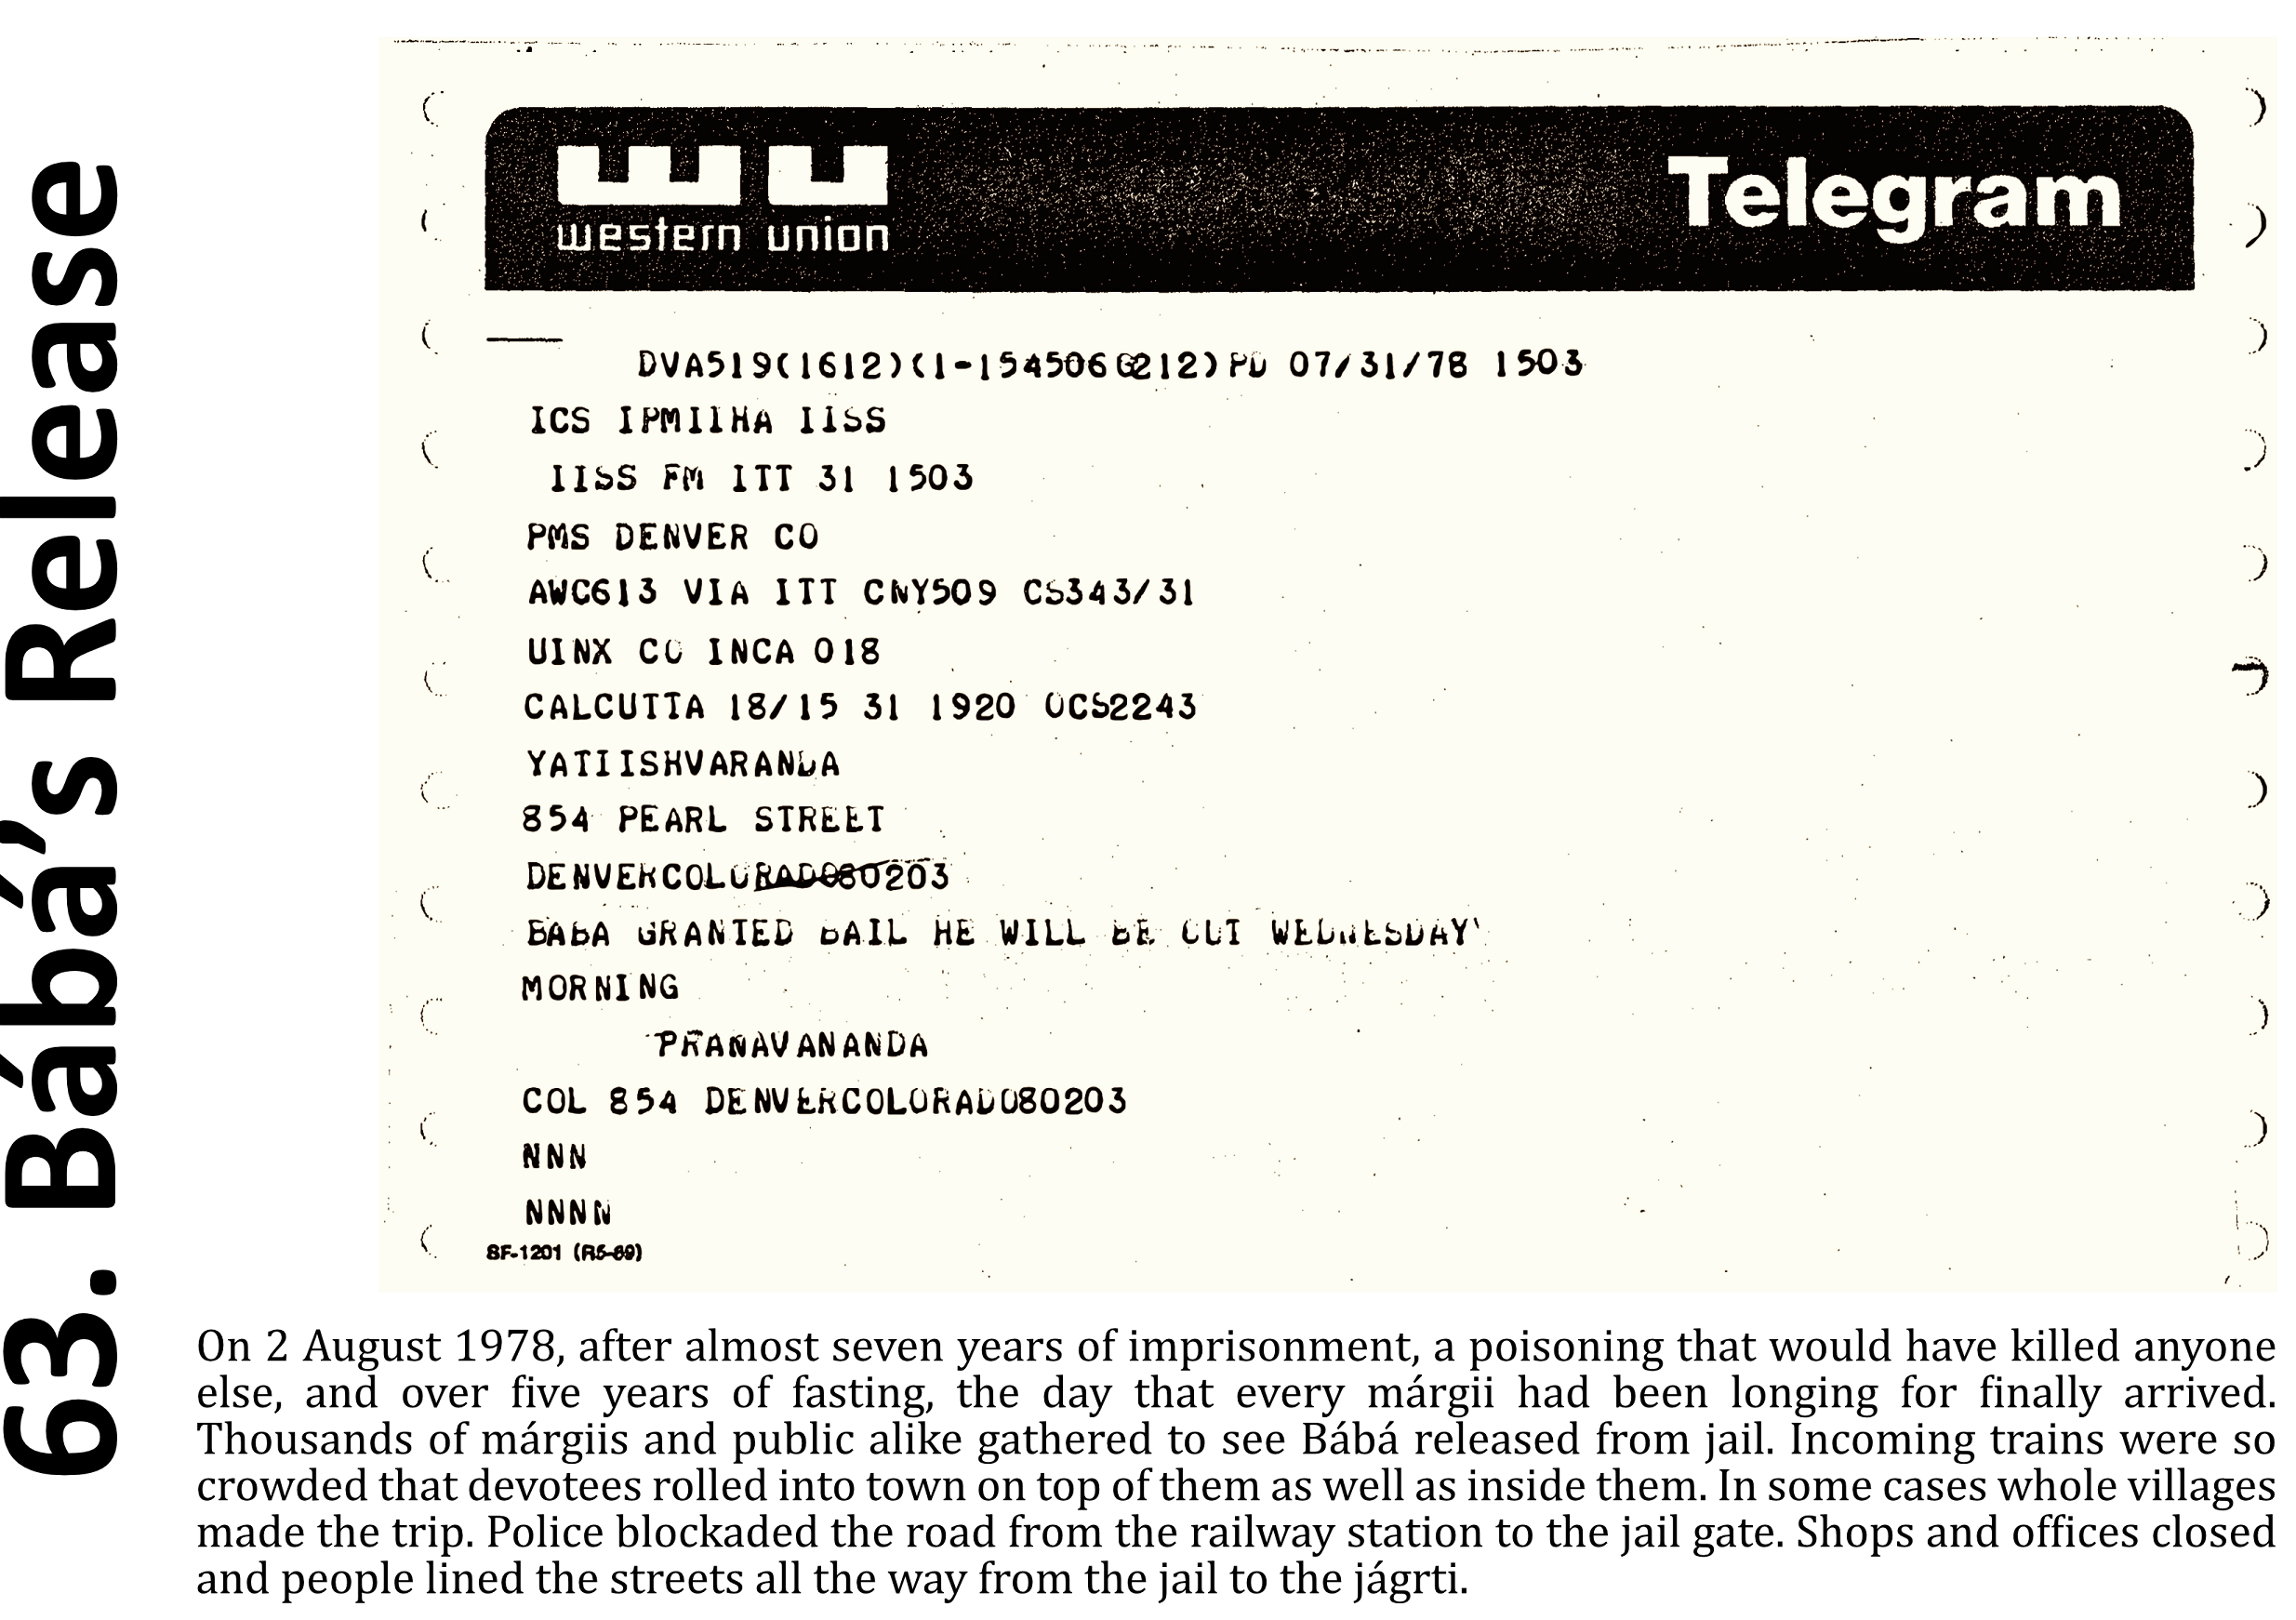 63. Bábá's Release
western union
Telegram
DVA519(1612)(1-154506G212)PD 07/31/78 1503
ICS IPMIIHA IISS
IISS FM ITT 31 1503
PMS DENVER CO
AWC613 VIA ITT CNY509 CS343/31
UINX CO INCA 018
CALCUTTA 18/15 31 1920 OCS2243
YATIISHVARANDA
854 PEARL STREET
DENVERCOLORADO80203
BABA GRANTED BAIL HE WILL BE OUT WEDNESDAY
MORNING
PRANAVANANDA
COL 854 DENVERCOLORADO80203
NNN
NNNN
SF-1201 (R5-69)
On 2 August 1978, after almost seven years of imprisonment, a poisoning that would have killed anyone
else, and over five years of fasting, the day that every márgii had been longing for finally arrived.
Thousands of márgiis and public alike gathered to see Bábá released from jail. Incoming trains were so
crowded that devotees rolled into town on top of them as well as inside them. In some cases whole villages
made the trip. Police blockaded the road from the railway station to the jail gate. Shops and offices closed
and people lined the streets all the way from the jail to the jágrti.